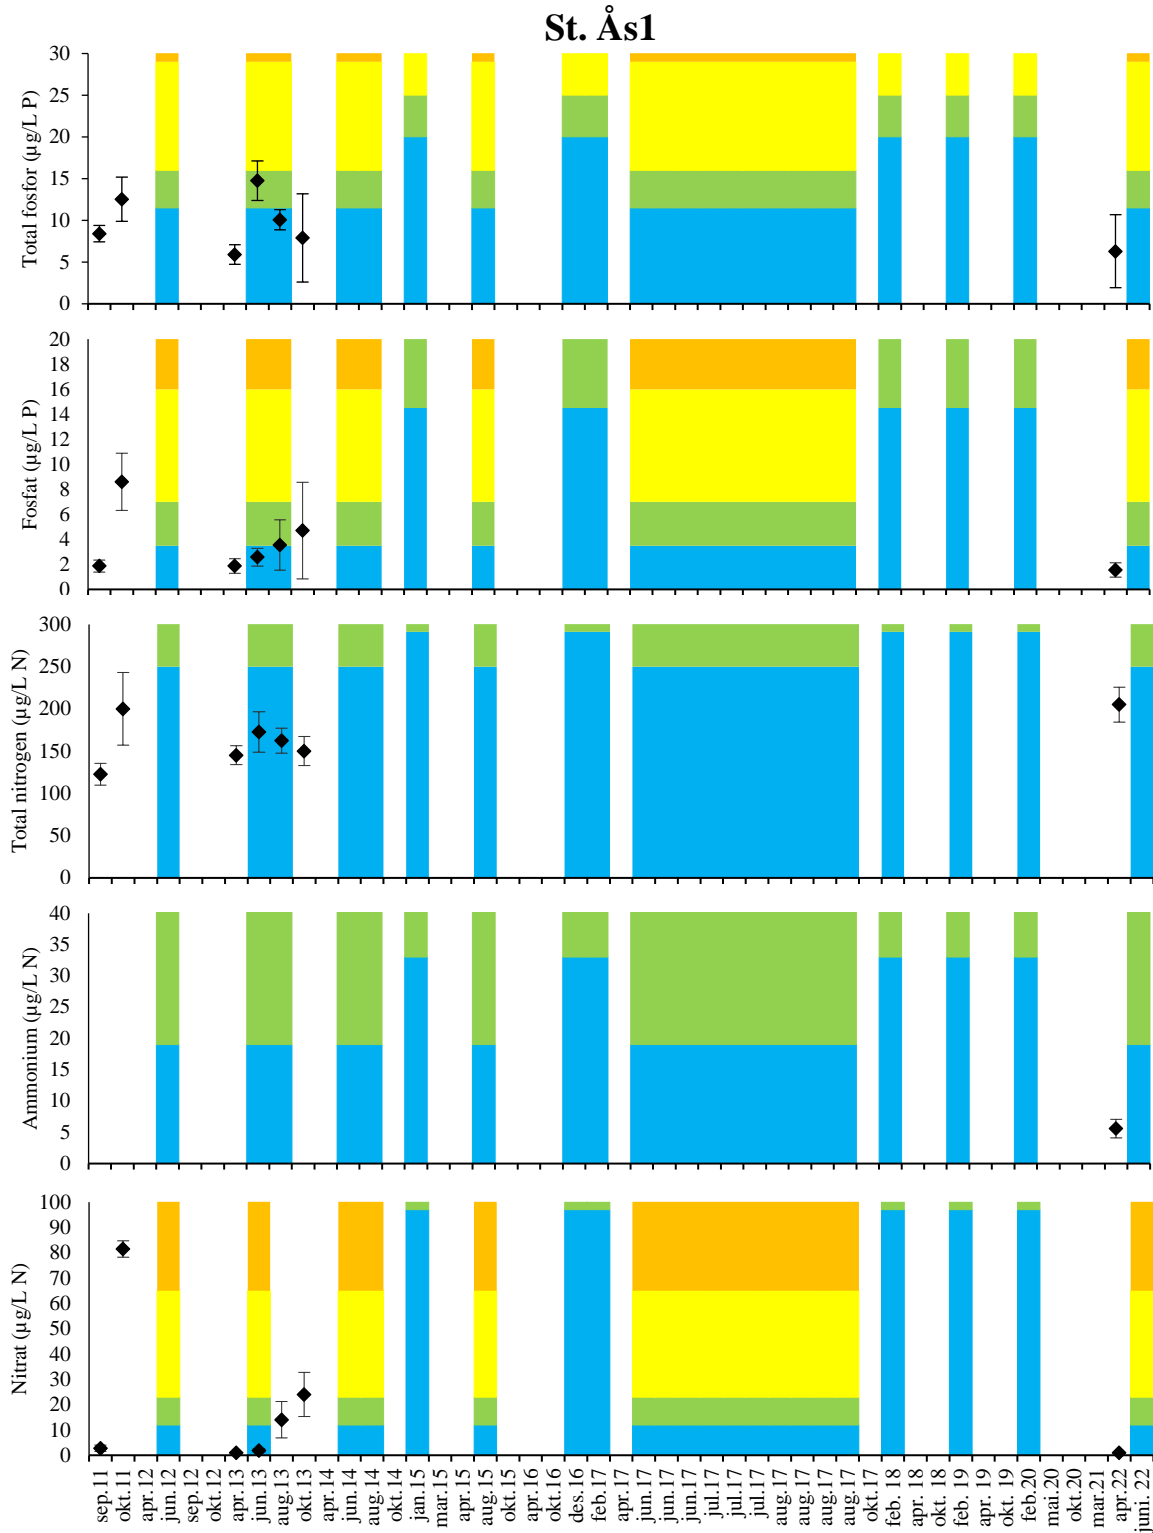 St. Ås1
Total fosfor (µg/L P)
30
25
20
15
10
5
0
Fosfat (µg/L P)
20
18
16
14
12
10
8
6
4
2
0
Total nitrogen (µg/L N)
300
250
200
150
100
50
0
Ammonium (µg/L N)
40
35
30
25
20
15
10
5
0
Nitrat (µg/L N)
100
90
80
70
60
50
40
30
20
10
0
sep.11
okt.11
apr.12
jun.12
sep.12
okt.12
apr.13
jun.13
aug.13
okt.13
apr.14
jun.14
aug.14
okt.14
jan.15
mar.15
apr.15
aug.15
okt.15
apr.16
okt.16
des.16
feb.17
apr.17
jun.17
jun.17
jun.17
jul.17
jul.17
jul.17
aug.17
aug.17
aug.17
aug.17
okt.17
feb. 18
apr. 18
okt. 18
feb. 19
apr. 19
okt. 19
feb.20
mai.20
okt.20
mar.21
apr.22
juni. 22